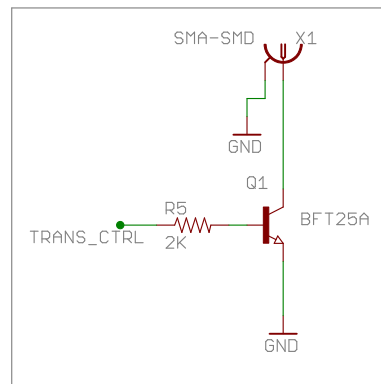 SMA-SMD X1
GND
Q1
BFT25A
R5
2K
TRANS_CTRL
GND